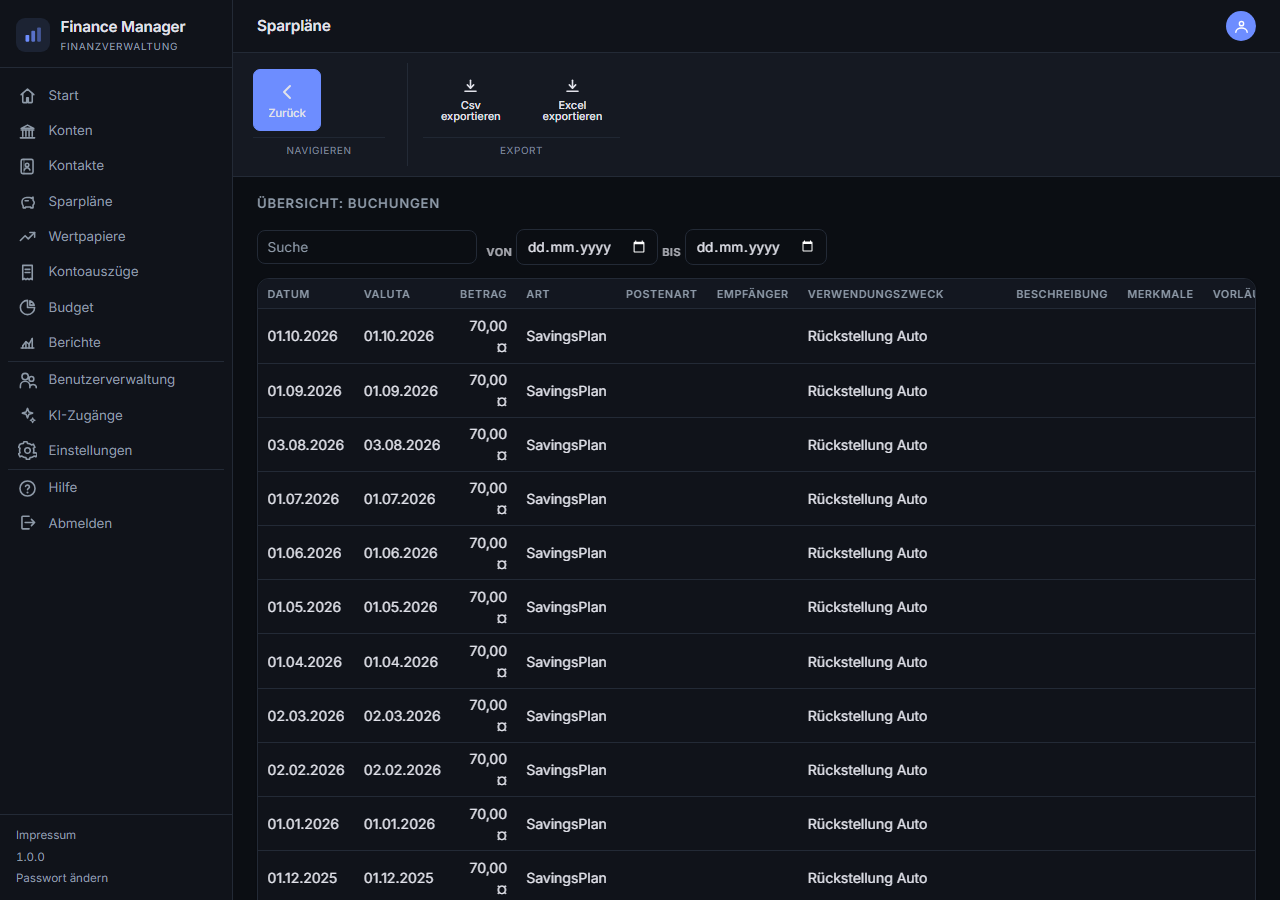 Finance Manager
FINANZVERWALTUNG
Start
Konten
Kontakte
Sparpläne
Wertpapiere
Kontoauszüge
Budget
Berichte
Benutzerverwaltung
KI-Zugänge
Einstellungen
Hilfe
Abmelden
Impressum
1.0.0
Passwort ändern
Sparpläne
Zurück
NAVIGIEREN
Csv
exportieren
Excel
exportieren
EXPORT
ÜBERSICHT: BUCHUNGEN
Suche VON dd.mm.yyyy BIS dd.mm.yyyy
DATUM VALUTA BETRAG ART POSTENART EMPFÄNGER VERWENDUNGSZWECK BESCHREIBUNG MERKMALE VORLÄU
01.10.2026 01.10.2026 70,00 ¤ SavingsPlan Rückstellung Auto
01.09.2026 01.09.2026 70,00 ¤ SavingsPlan Rückstellung Auto
03.08.2026 03.08.2026 70,00 ¤ SavingsPlan Rückstellung Auto
01.07.2026 01.07.2026 70,00 ¤ SavingsPlan Rückstellung Auto
01.06.2026 01.06.2026 70,00 ¤ SavingsPlan Rückstellung Auto
01.05.2026 01.05.2026 70,00 ¤ SavingsPlan Rückstellung Auto
01.04.2026 01.04.2026 70,00 ¤ SavingsPlan Rückstellung Auto
02.03.2026 02.03.2026 70,00 ¤ SavingsPlan Rückstellung Auto
02.02.2026 02.02.2026 70,00 ¤ SavingsPlan Rückstellung Auto
01.01.2026 01.01.2026 70,00 ¤ SavingsPlan Rückstellung Auto
01.12.2025 01.12.2025 70,00 ¤ SavingsPlan Rückstellung Auto